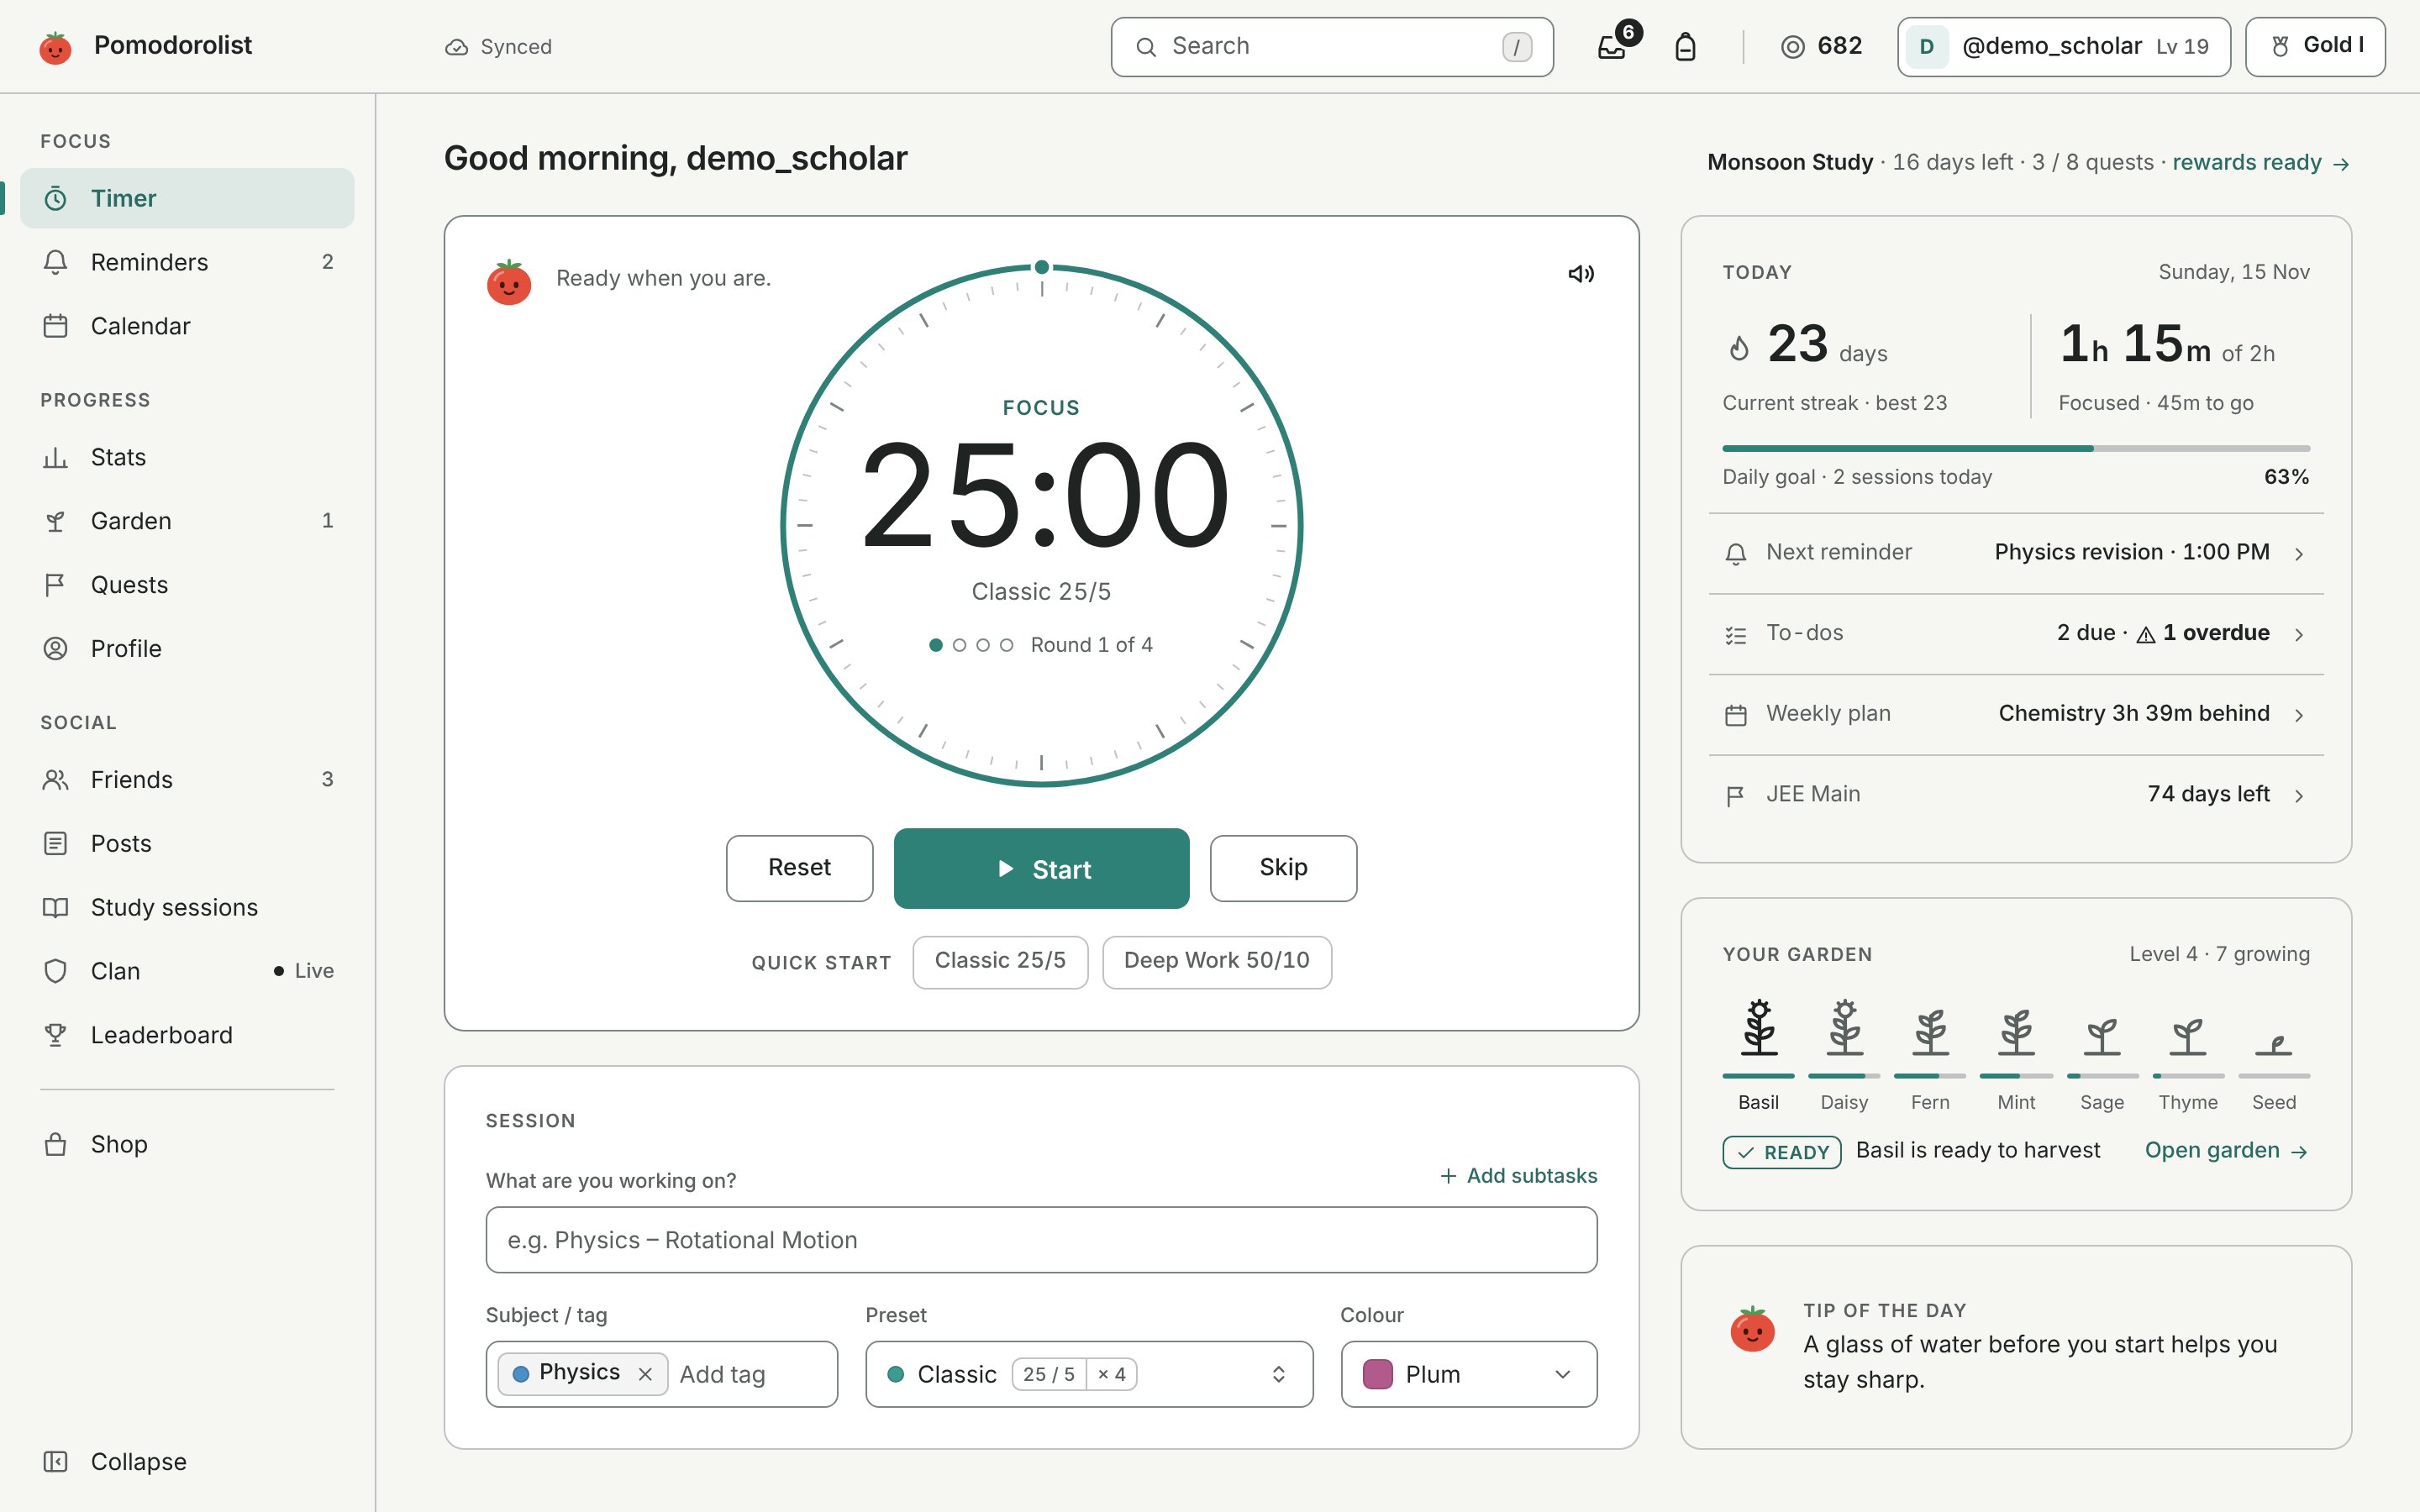 Pomodorolist
Synced
Search /
6
682
D @demo_scholar Lv 19
Gold I
FOCUS
Timer
Reminders 2
Calendar
PROGRESS
Stats
Garden 1
Quests
Profile
SOCIAL
Friends 3
Posts
Study sessions
Clan Live
Leaderboard
Shop
Collapse
Good morning, demo_scholar
Monsoon Study · 16 days left · 3 / 8 quests · rewards ready →
Ready when you are.
FOCUS
25:00
Classic 25/5
Round 1 of 4
Reset
Start
Skip
QUICK START Classic 25/5 Deep Work 50/10
SESSION
What are you working on? + Add subtasks
e.g. Physics – Rotational Motion
Subject / tag Preset Colour
Physics × Add tag Classic 25 / 5 × 4 Plum
TODAY Sunday, 15 Nov
23 days 1h 15m of 2h
Current streak · best 23 Focused · 45m to go
Daily goal · 2 sessions today 63%
Next reminder Physics revision · 1:00 PM
To-dos 2 due · 1 overdue
Weekly plan Chemistry 3h 39m behind
JEE Main 74 days left
YOUR GARDEN Level 4 · 7 growing
Basil Daisy Fern Mint Sage Thyme Seed
READY Basil is ready to harvest Open garden →
TIP OF THE DAY
A glass of water before you start helps you
stay sharp.